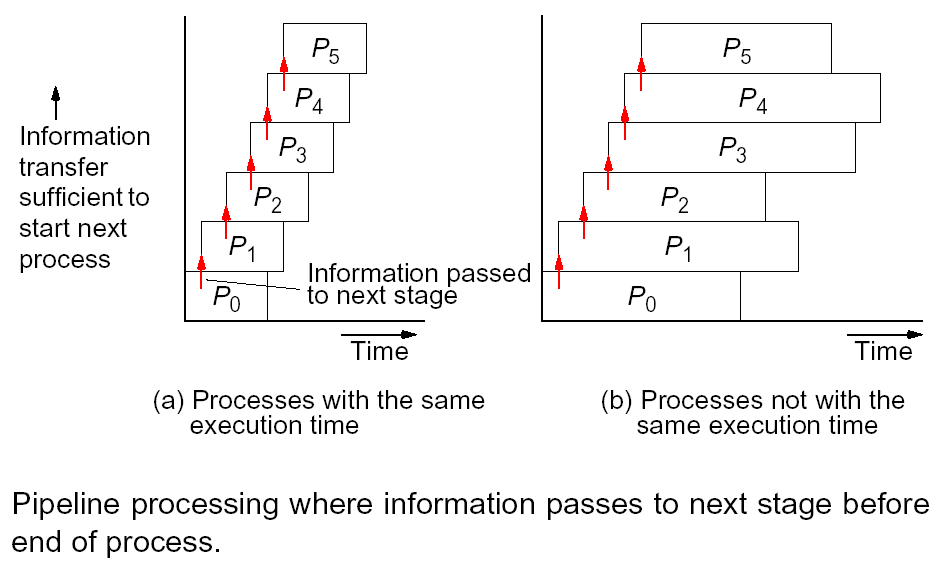 P5
P4
P3
P2
P1
P0
Information
transfer
sufficient to
start next
process
Information passed
to next stage
Time
(a) Processes with the same
execution time
P5
P4
P3
P2
P1
P0
Time
(b) Processes not with the
same execution time
Pipeline processing where information passes to next stage before
end of process.